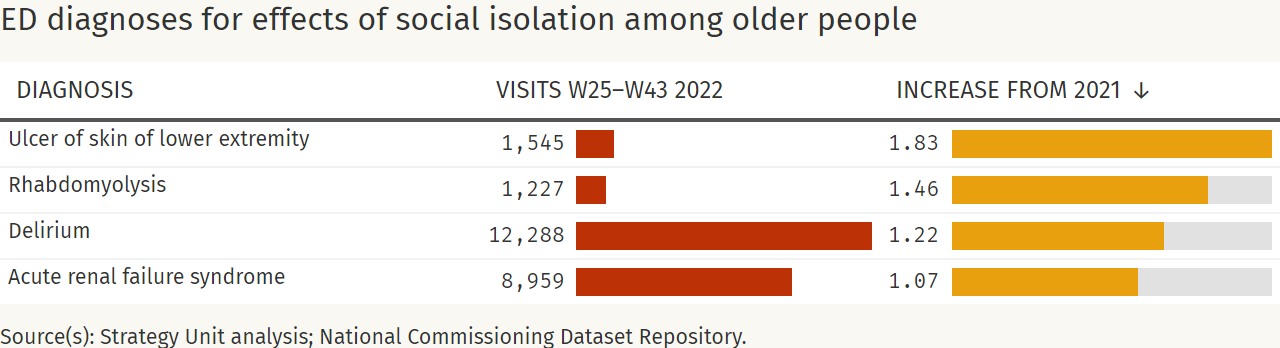 ED diagnoses for effects of social isolation among older people
DIAGNOSIS VISITS W25–W43 2022 INCREASE FROM 2021 ↓
Ulcer of skin of lower extremity 1,545 1.83
Rhabdomyolysis 1,227 1.46
Delirium 12,288 1.22
Acute renal failure syndrome 8,959 1.07
Source(s): Strategy Unit analysis; National Commissioning Dataset Repository.